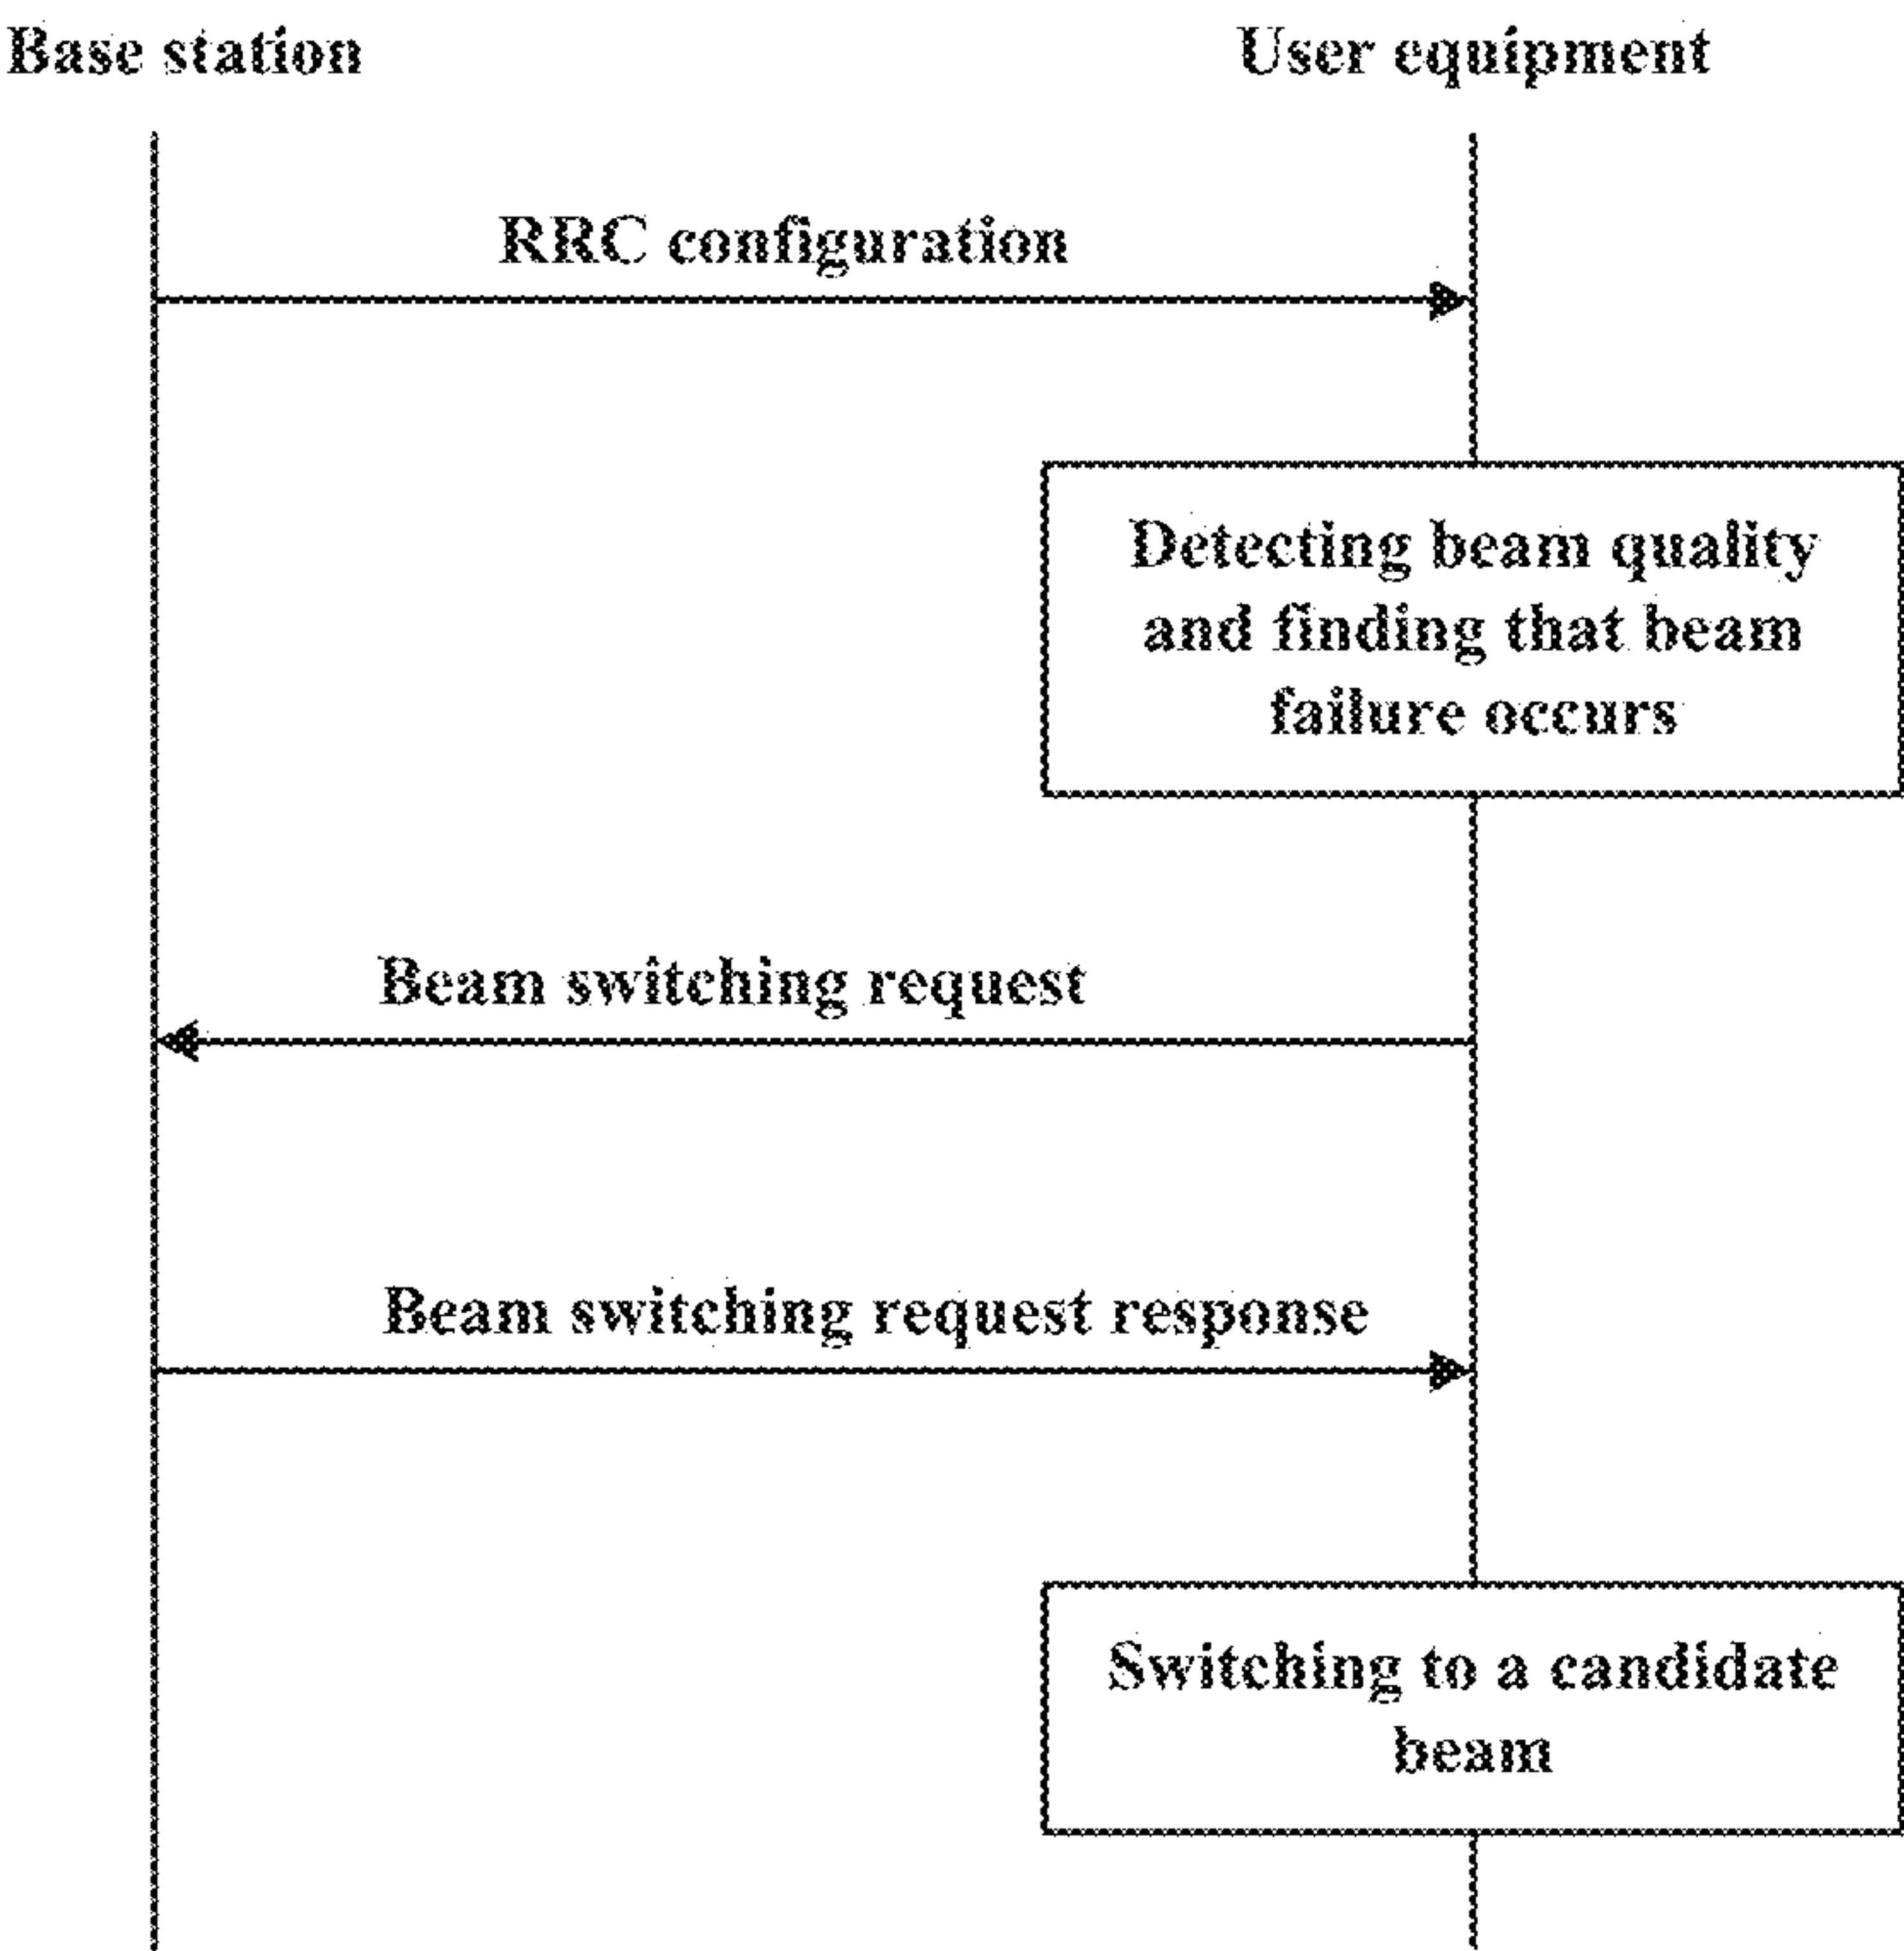 Base station
User equipment
RRC configuration
Detecting beam quality
and finding that beam
failure occurs
Beam switching request
Beam switching request response
Switching to a candidate
beam